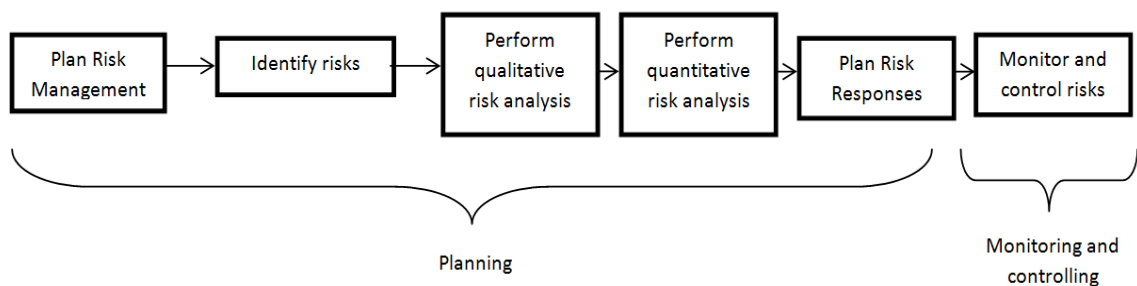 Plan Risk
Management
Identify risks
Perform
qualitative
risk analysis
Perform
quantitative
risk analysis
Plan Risk
Responses
Monitor and
control risks
Planning
Monitoring and
controlling